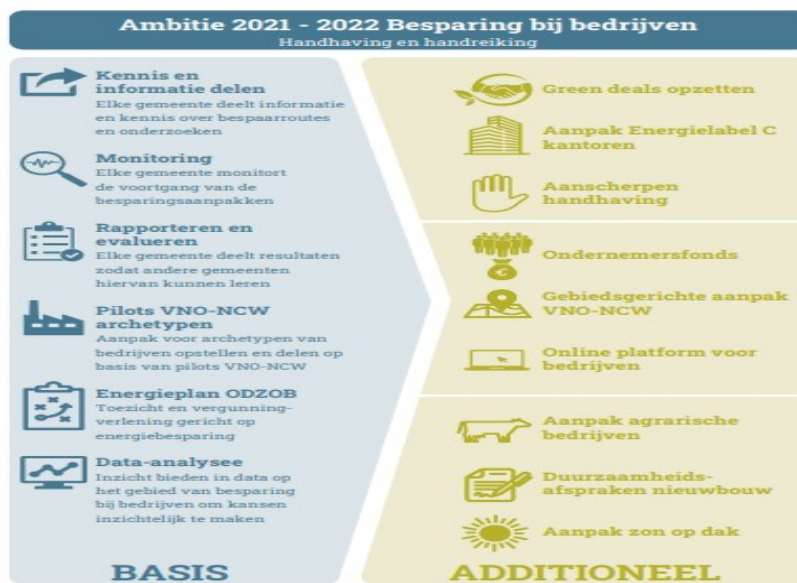 Ambitie 2021 - 2022 Besparing bij bedrijven
Handhaving en handreiking
Kennis en
informatie delen
Elke gemeente deelt informatie
en kennis over bespaarroutes
en onderzoeken
Monitoring
Elke gemeente monitort
de voortgang van de
besparingsaanpakken
Rapporteren en
evalueren
Elke gemeente deelt resultaten
zodat andere gemeenten
hiervan kunnen leren
Pilots VNO-NCW
archetypen
Aanpak voor archetypen van
bedrijven opstellen en delen op
basis van pilots VNO-NCW
Energieplan ODZOB
Toezicht en vergunning-
verlening gericht op
energiebesparing
Data-analysee
Inzicht bieden in data op
het gebied van besparing
bij bedrijven om kansen
inzichtelijk te maken
BASIS
Green deals opzetten
Aanpak Energielabel C
kantoren
Aanscherpen
handhaving
Ondernemersfonds
Gebiedsgerichte aanpak
VNO-NCW
Online platform voor
bedrijven
Aanpak agrarische
bedrijven
Duurzaamheids-
afspraken nieuwbouw
Aanpak zon op dak
ADDITIONEEL